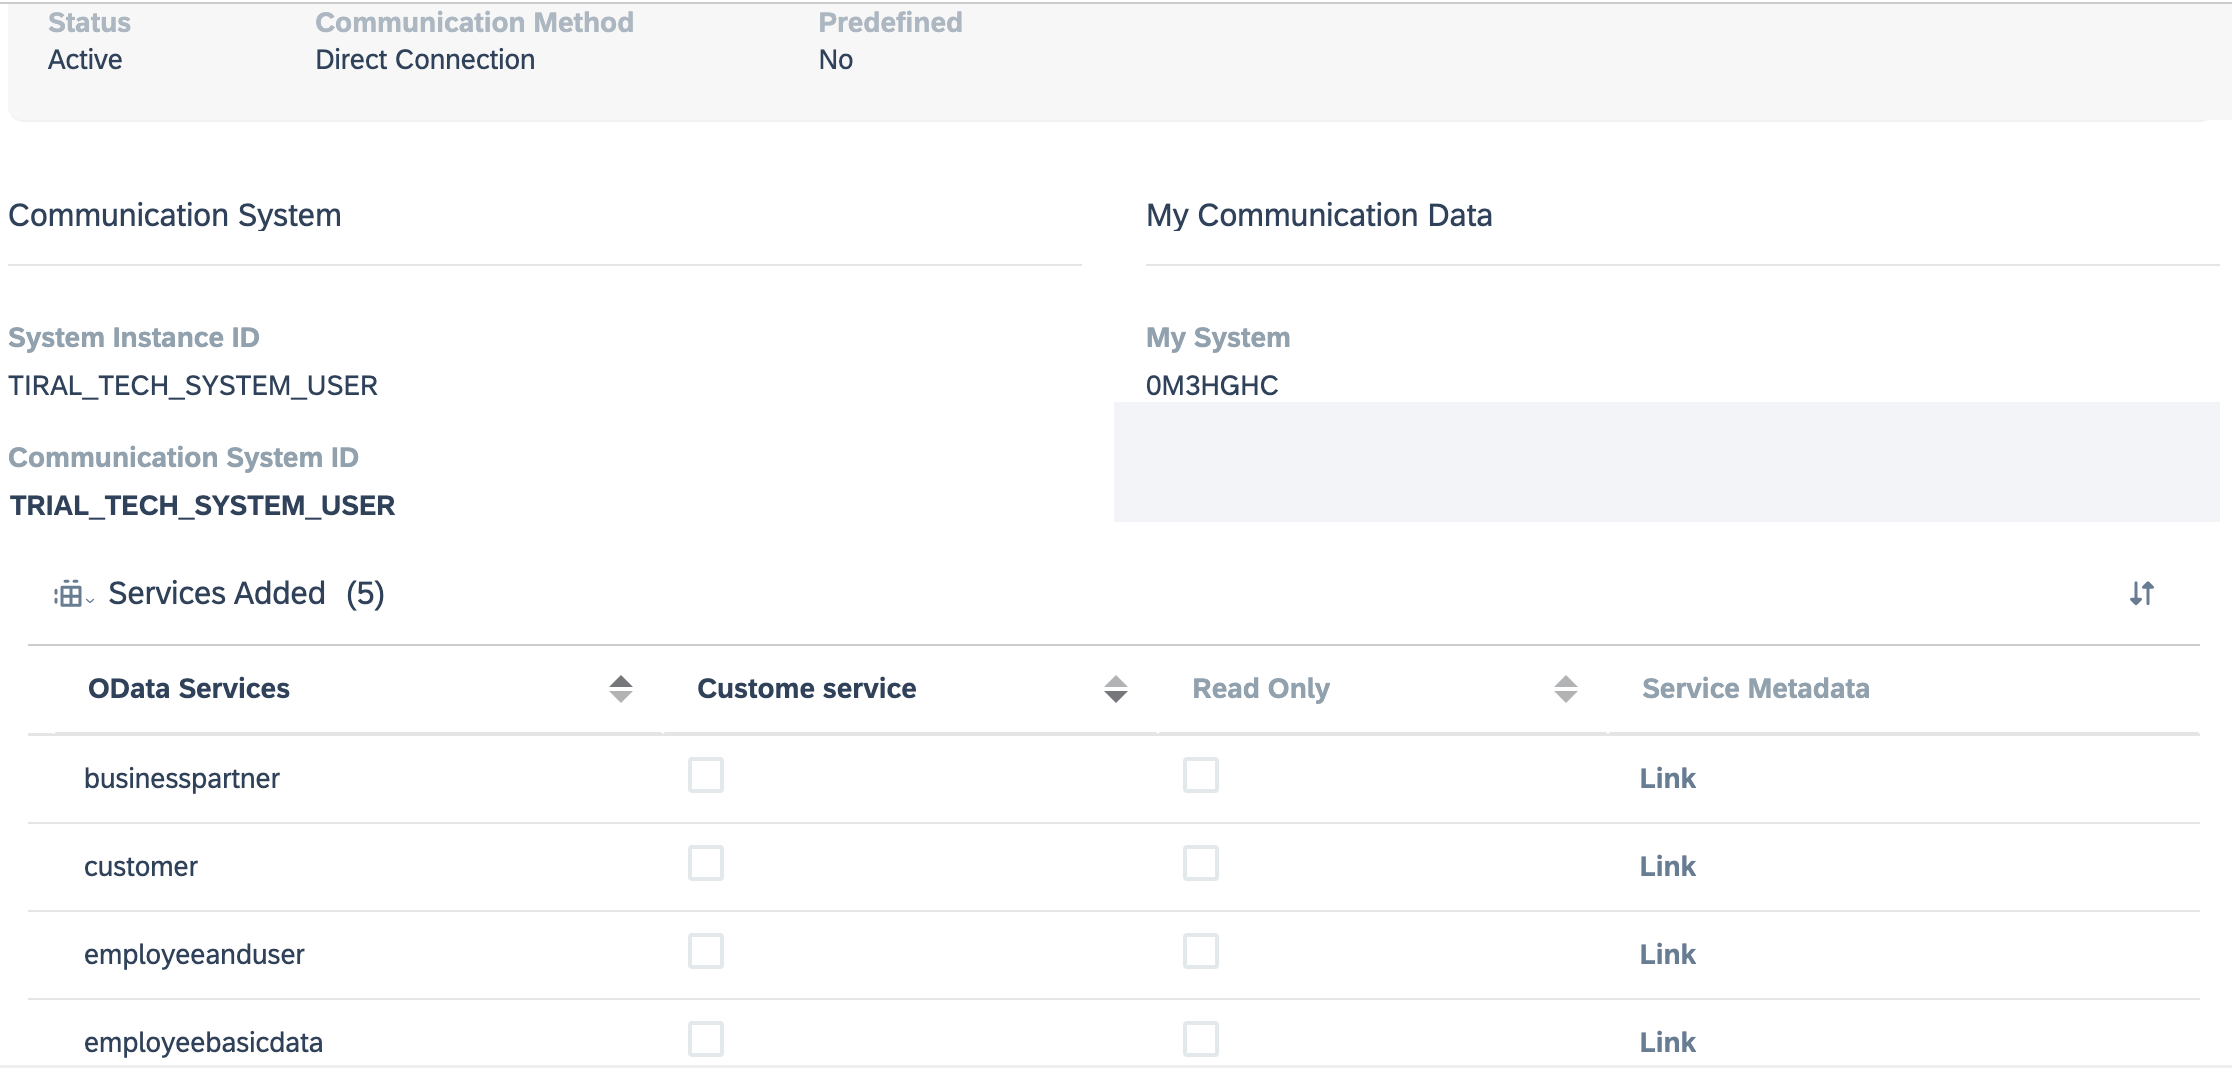 Status Communication Method Predefined
Active Direct Connection No
Communication System My Communication Data
System Instance ID My System
TIRAL_TECH_SYSTEM_USER 0M3HGHC
Communication System ID
TRIAL_TECH_SYSTEM_USER
Services Added (5)
OData Services Custome service Read Only Service Metadata
businesspartner Link
customer Link
employeeanduser Link
employeebasicdata Link